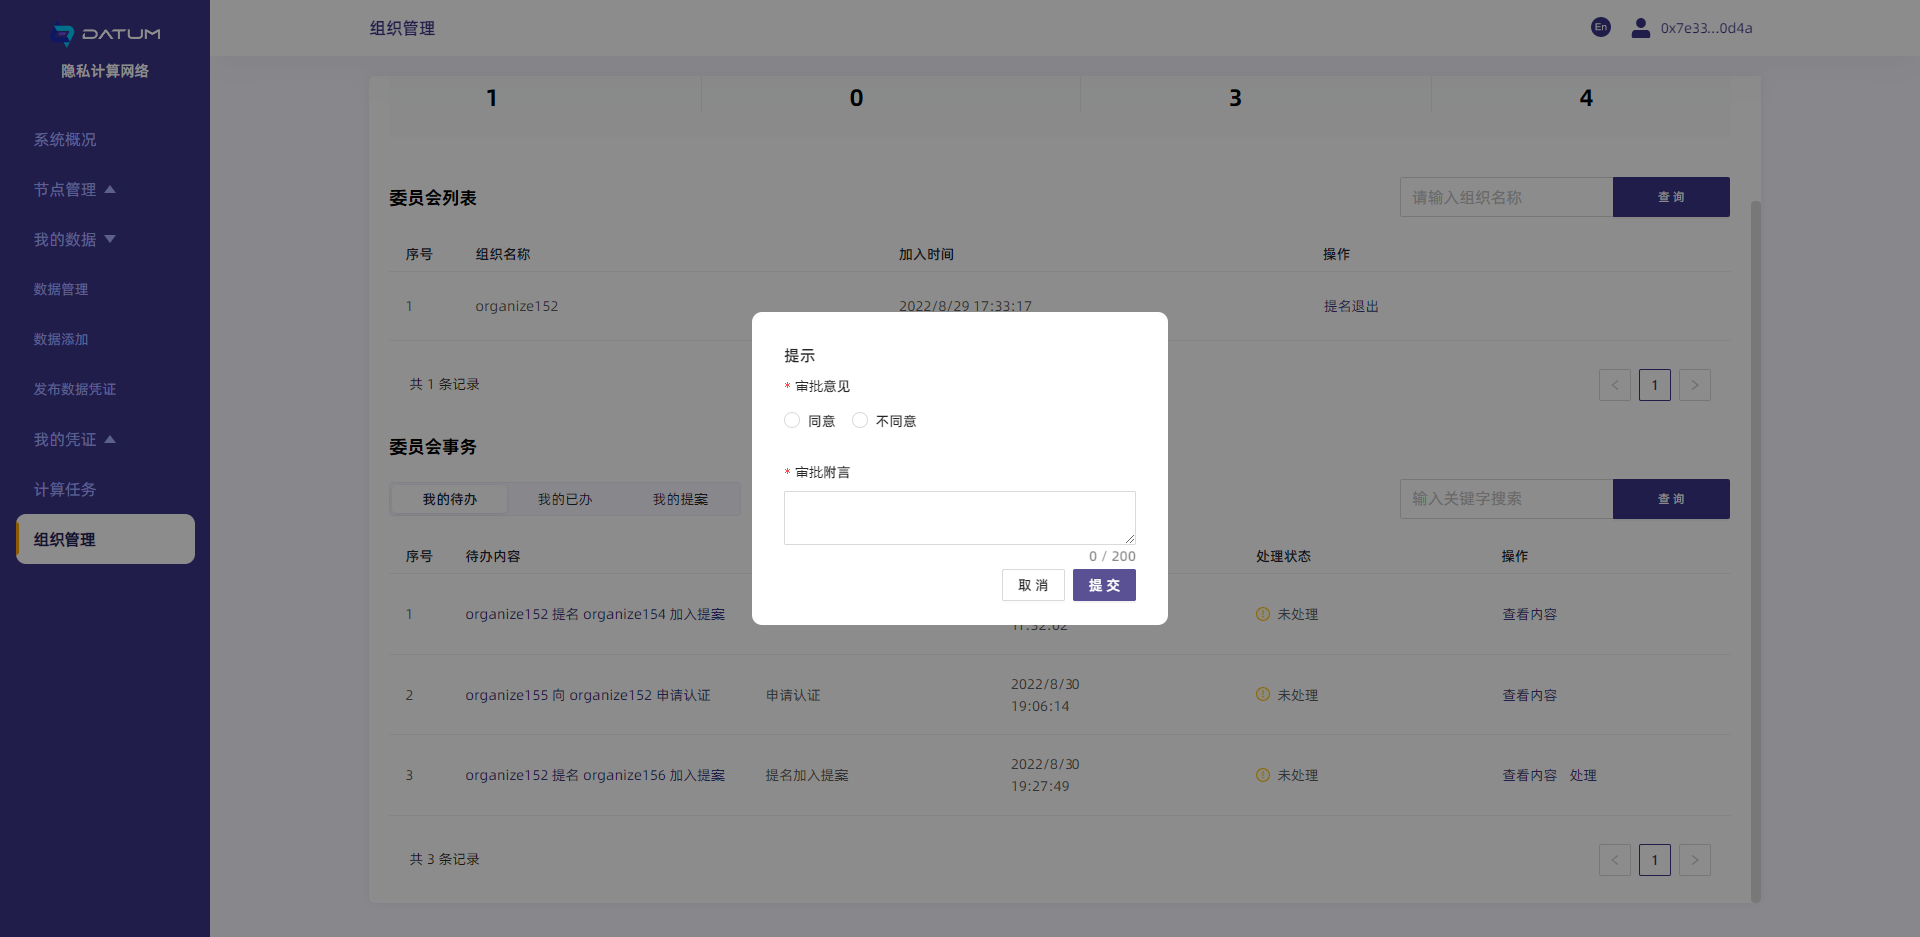 DATUM
隐私计算网络
系统概况
节点管理
我的数据
数据管理
数据添加
发布数据凭证
我的凭证
计算任务
组织管理
组织管理
En
0x7e33...0d4a
1 0 3 4
委员会列表
请输入组织名称 查 询
序号 组织名称 加入时间 操作
1 organize152 2022/8/29 17:33:17 提名退出
共 1 条记录
< 1 >
委员会事务
我的待办 我的已办 我的提案
输入关键字搜索 查 询
序号 待办内容 处理状态 操作
1 organize152 提名 organize154 加入提案 未处理 查看内容
2 organize155 向 organize152 申请认证 申请认证 2022/8/30 19:06:14 未处理 查看内容
3 organize152 提名 organize156 加入提案 提名加入提案 2022/8/30 19:27:49 未处理 查看内容 处理
共 3 条记录
< 1 >
提示
* 审批意见
同意 不同意
* 审批附言
0 / 200
取 消 提 交